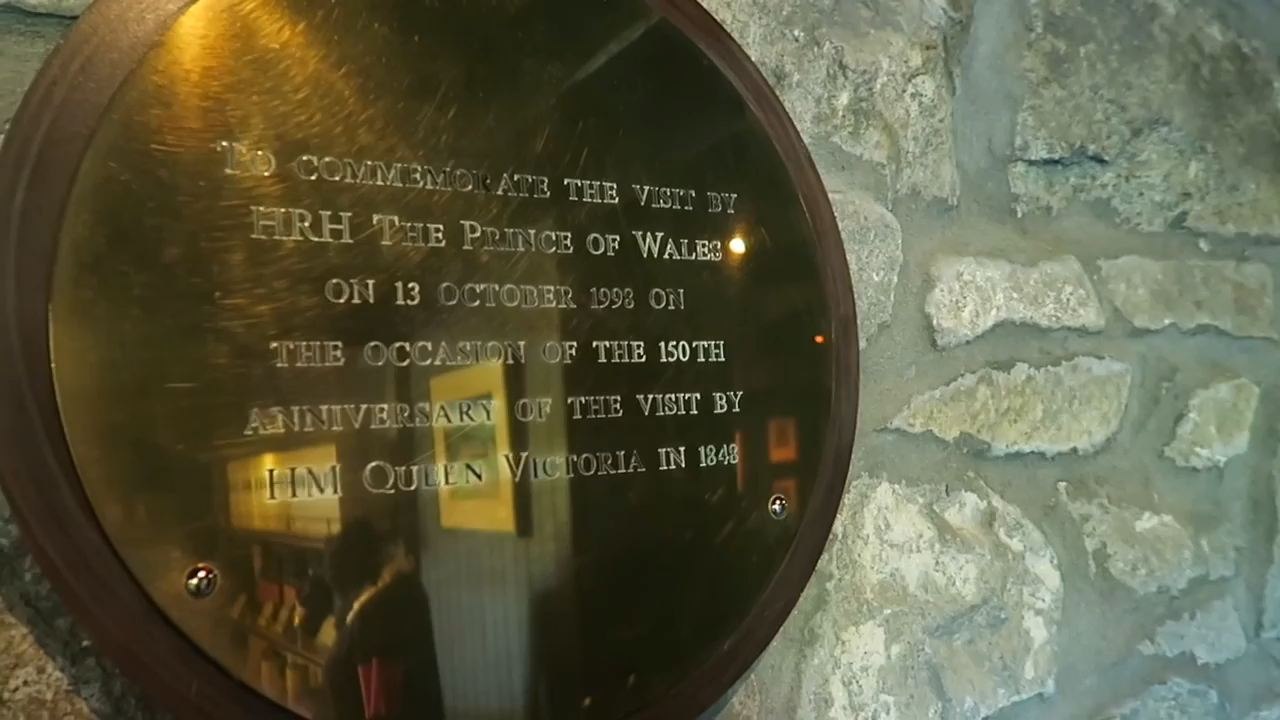 To COMMEMORATE THE VISIT BY
HRH THE PRINCE OF WALES
ON 13 OCTOBER 1998 ON
THE OCCASION OF THE 150TH
ANNIVERSARY OF THE VISIT BY
HM QUEEN VICTORIA IN 1848